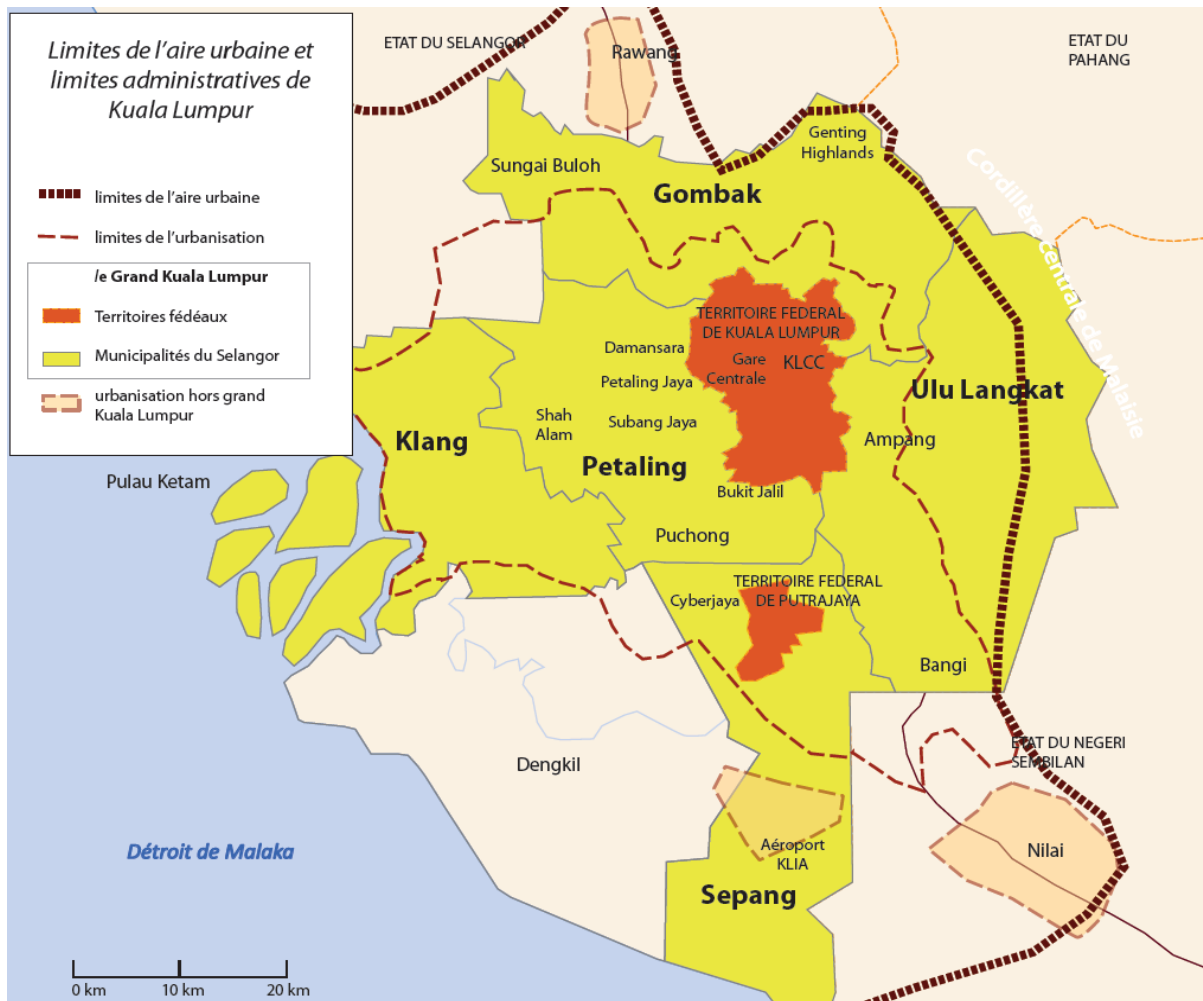 Limites de l'aire urbaine et
limites administratives de
Kuala Lumpur
limites de l'aire urbaine
limites de l'urbanisation
le Grand Kuala Lumpur
Territoires fédéaux
Municipalités du Selangor
urbanisation hors grand
Kuala Lumpur
ETAT DU SELANGOR
Rawang
ETAT DU
PAHANG
Genting
Highlands
Sungai Buloh
Gombak
Cordillère centrale de Malaisie
TERRITOIRE FEDERAL
DE KUALA LUMPUR
Damansara
Gare
Centrale
KLCC
Petaling Jaya
Ulu Langkat
Shah
Alam
Subang Jaya
Klang
Ampang
Petaling
Pulau Ketam
Bukit Jalil
Puchong
TERRITOIRE FEDERAL
DE PUTRAJAYA
Cyberjaya
Bangi
ETAT DU NEGERI
SEMBILAN
Dengkil
Détroit de Malaka
Aéroport
KLIA
Nilai
Sepang
0 km
10 km
20 km